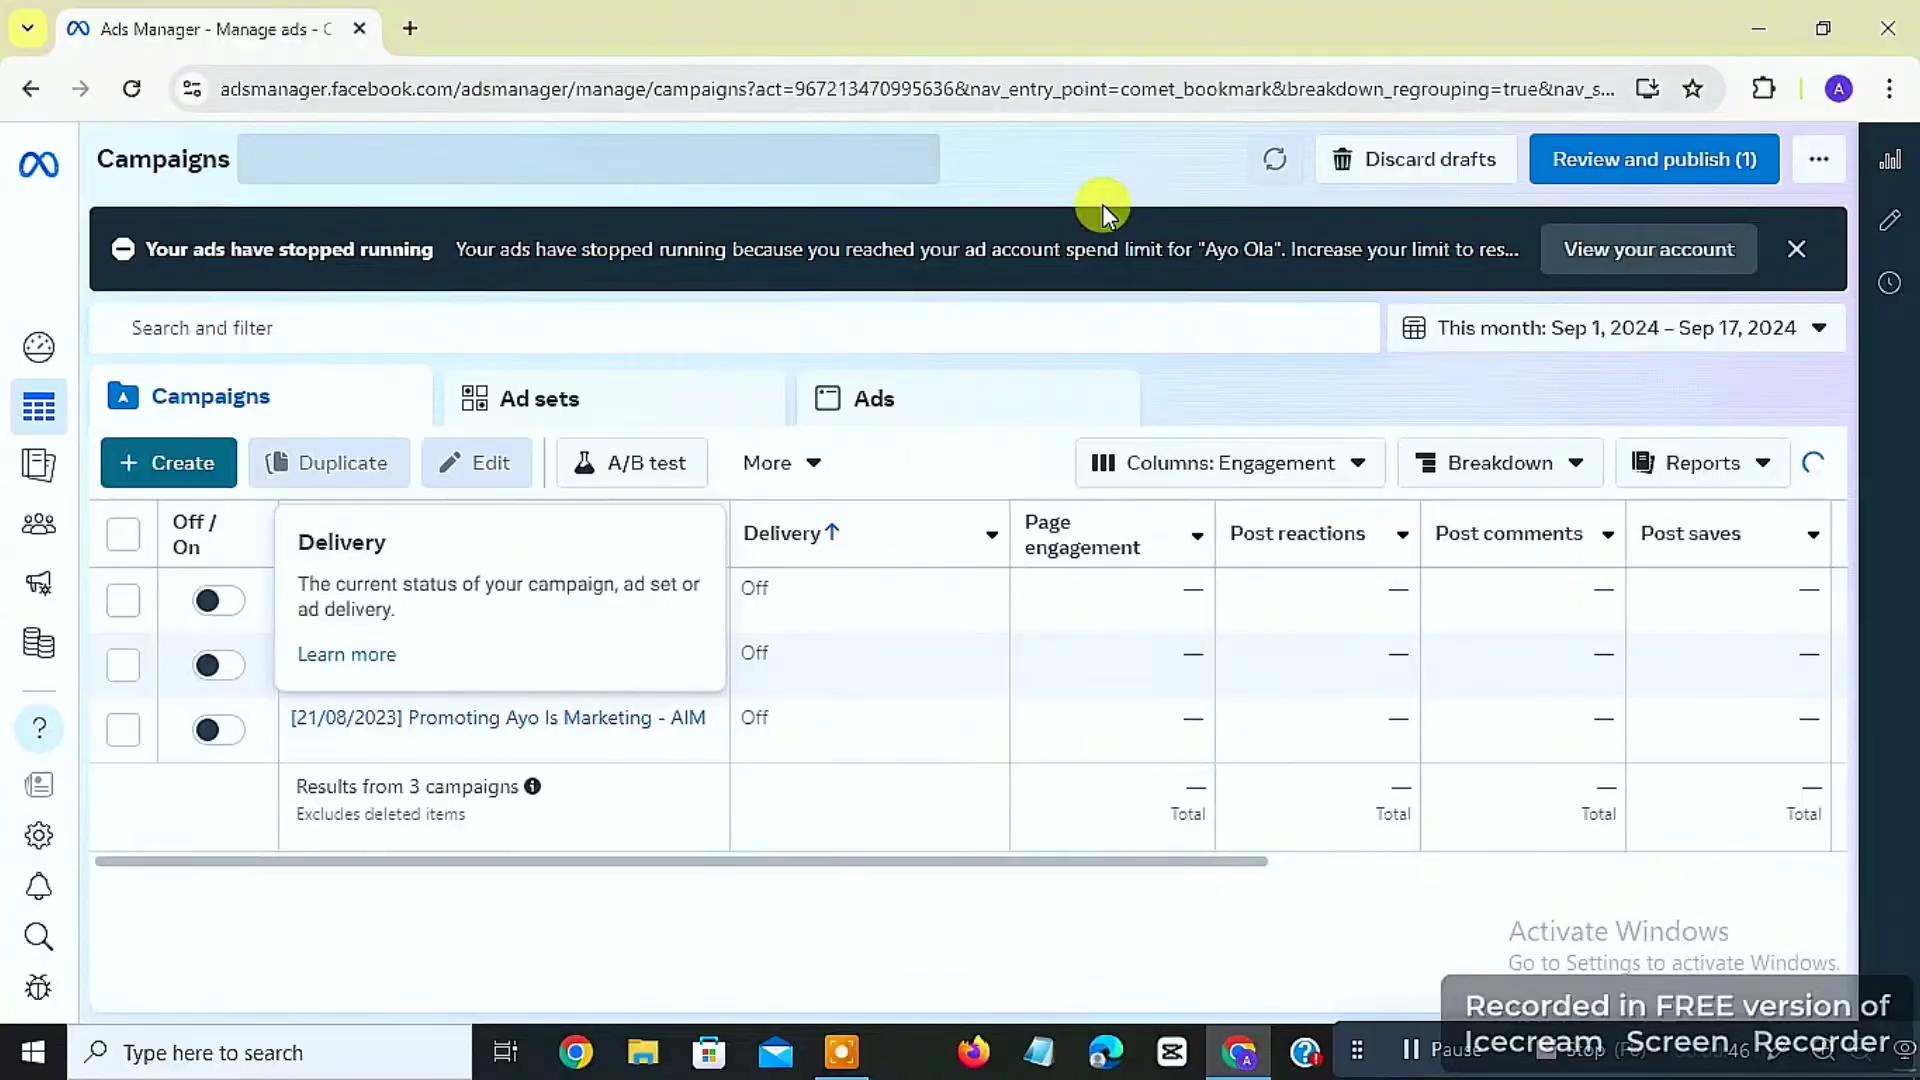 Ads Manager - Manage ads - C
adsmanager.facebook.com/adsmanager/manage/campaigns?act=967213470995636&nav_entry_point=comet_bookmark&breakdown_regrouping=true&nav_s...
A
Campaigns
Discard drafts
Review and publish (1)
Your ads have stopped running
Your ads have stopped running because you reached your ad account spend limit for "Ayo Ola". Increase your limit to res...
View your account
Search and filter
This month: Sep 1, 2024 – Sep 17, 2024
Campaigns
Ad sets
Ads
+ Create
Duplicate
Edit
A/B test
More
Columns: Engagement
Breakdown
Reports
Off /
On
Delivery
The current status of your campaign, ad set or
ad delivery.
Learn more
Delivery↑
Page
engagement
Post reactions
Post comments
Post saves
Off
— — — —
Off
— — — —
[21/08/2023] Promoting Ayo Is Marketing - AIM
Off
— — — —
Results from 3 campaigns
Excludes deleted items
— — — —
Total Total Total Total
Activate Windows
Go to Settings to activate Windows.
Recorded in FREE version of
Icecream Screen Recorder
Type here to search
Pause